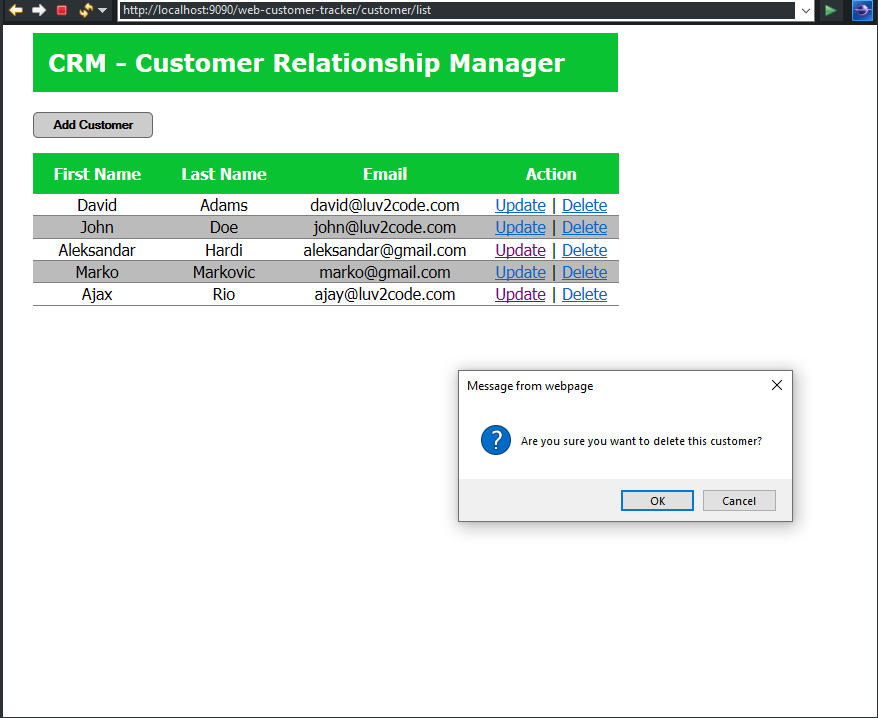 http://localhost:9090/web-customer-tracker/customer/list
CRM - Customer Relationship Manager
Add Customer
First Name Last Name Email Action
David Adams david@luv2code.com Update | Delete
John Doe john@luv2code.com Update | Delete
Aleksandar Hardi aleksandar@gmail.com Update | Delete
Marko Markovic marko@gmail.com Update | Delete
Ajax Rio ajay@luv2code.com Update | Delete
Message from webpage
? Are you sure you want to delete this customer?
OK Cancel